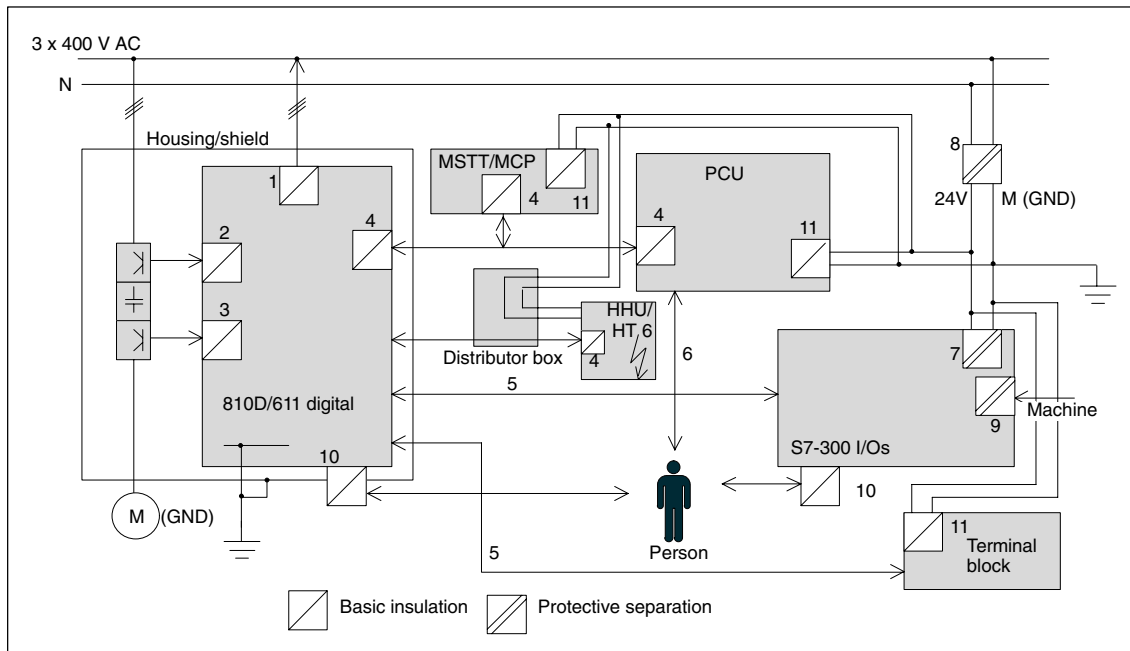 3 x 400 V AC
N
Housing/shield
1
2
3
4
810D/611 digital
10
M
(GND)
MSTT/MCP
4
11
PCU
4
11
8
24V
M (GND)
Distributor box
HHU/
HT 6
4
6
5
7
9
Machine
S7-300 I/Os
10
Person
5
11
Terminal
block
Basic insulation
Protective separation